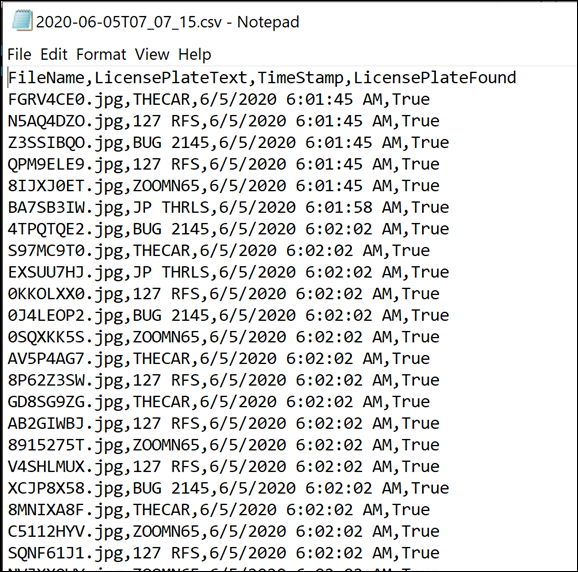 2020-06-05T07_07_15.csv - Notepad
File Edit Format View Help
FileName,LicensePlateText,TimeStamp,LicensePlateFound
FGRV4CE0.jpg,THECAR,6/5/2020 6:01:45 AM,True
N5AQ4DZO.jpg,127 RFS,6/5/2020 6:01:45 AM,True
Z3SSIBQO.jpg,BUG 2145,6/5/2020 6:01:45 AM,True
QPM9ELE9.jpg,127 RFS,6/5/2020 6:01:45 AM,True
8IJXJ0ET.jpg,ZOOMN65,6/5/2020 6:01:45 AM,True
BA7SB3IW.jpg,JP THRLS,6/5/2020 6:01:58 AM,True
4TPQTQE2.jpg,BUG 2145,6/5/2020 6:02:02 AM,True
S97MC9T0.jpg,THECAR,6/5/2020 6:02:02 AM,True
EXSUU7HJ.jpg,JP THRLS,6/5/2020 6:02:02 AM,True
0KKOLXX0.jpg,127 RFS,6/5/2020 6:02:02 AM,True
0J4LEOP2.jpg,BUG 2145,6/5/2020 6:02:02 AM,True
0SQXKK5S.jpg,ZOOMN65,6/5/2020 6:02:02 AM,True
AV5P4AG7.jpg,THECAR,6/5/2020 6:02:02 AM,True
8P62Z3SW.jpg,127 RFS,6/5/2020 6:02:02 AM,True
GD8SG9ZG.jpg,THECAR,6/5/2020 6:02:02 AM,True
AB2GIWBJ.jpg,127 RFS,6/5/2020 6:02:02 AM,True
8915275T.jpg,ZOOMN65,6/5/2020 6:02:02 AM,True
V4SHLMUX.jpg,127 RFS,6/5/2020 6:02:02 AM,True
XCJP8X58.jpg,BUG 2145,6/5/2020 6:02:02 AM,True
8MNIXA8F.jpg,THECAR,6/5/2020 6:02:02 AM,True
C5112HYV.jpg,ZOOMN65,6/5/2020 6:02:02 AM,True
SQNF61J1.jpg,127 RFS,6/5/2020 6:02:02 AM,True